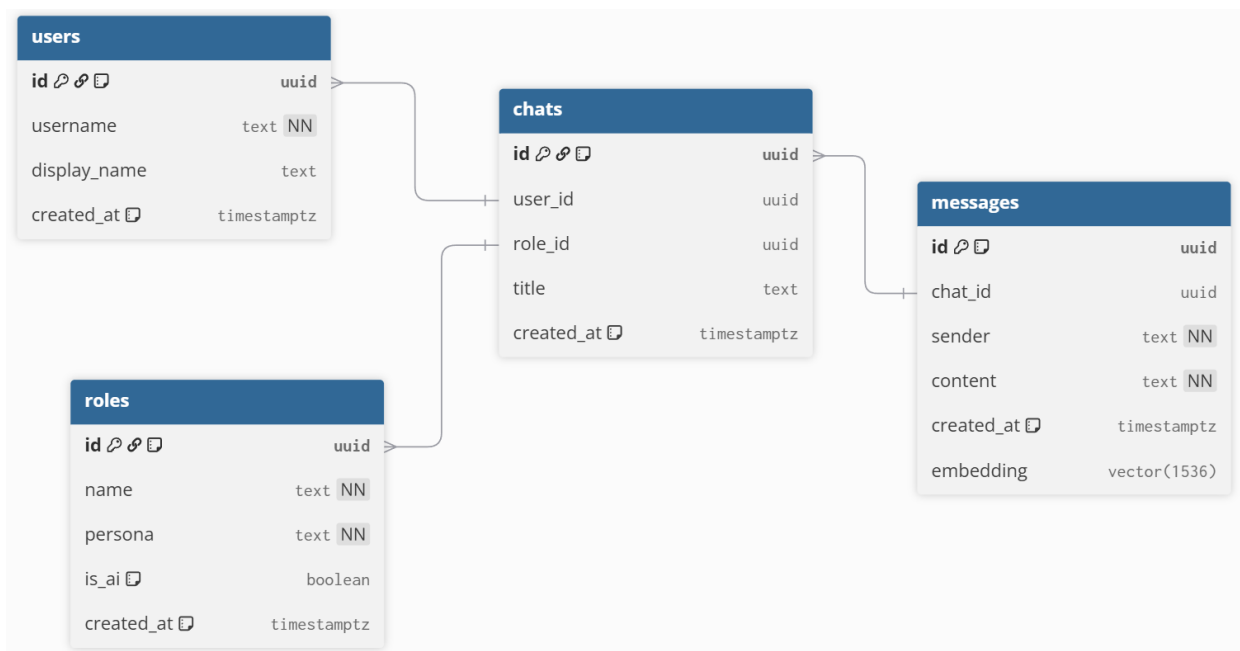 users
id uuid
username text NN
display_name text
created_at timestamptz
chats
id uuid
user_id uuid
role_id uuid
title text
created_at timestamptz
messages
id uuid
chat_id uuid
sender text NN
content text NN
created_at timestamptz
embedding vector(1536)
roles
id uuid
name text NN
persona text NN
is_ai boolean
created_at timestamptz